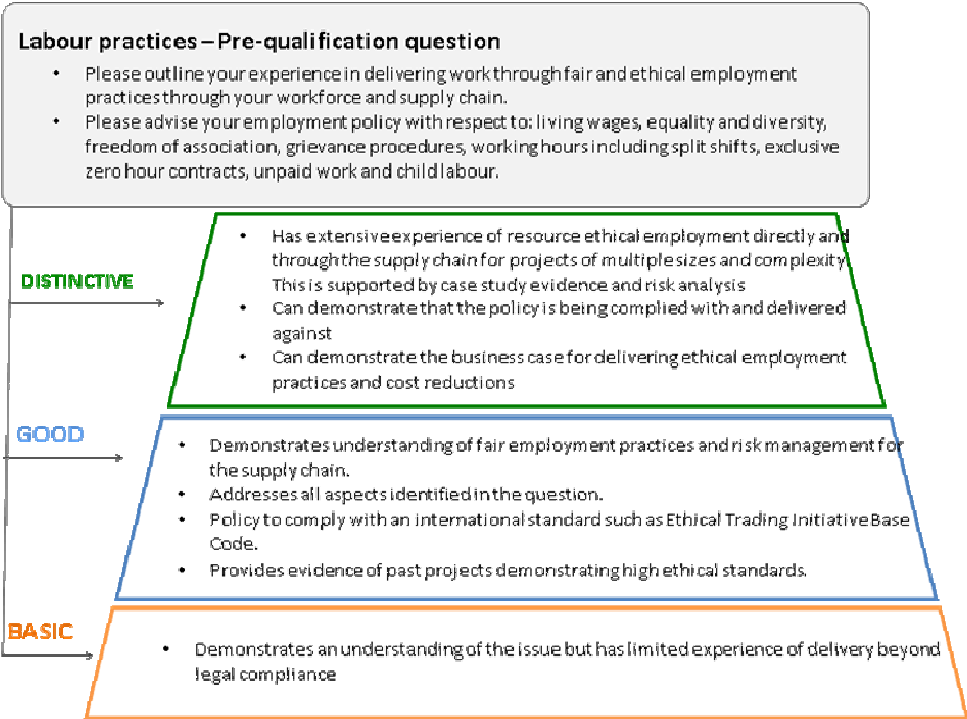 Labour practices – Pre-qualification question
• Please outline your experience in delivering work through fair and ethical employment
practices through your workforce and supply chain.
• Please advise your employment policy with respect to: living wages, equality and diversity,
freedom of association, grievance procedures, working hours including split shifts, exclusive
zero hour contracts, unpaid work and child labour.
DISTINCTIVE
• Has extensive experience of resource ethical employment directly and
through the supply chain for projects of multiple sizes and complexity.
This is supported by case study evidence and risk analysis
• Can demonstrate that the policy is being complied with and delivered
against
• Can demonstrate the business case for delivering ethical employment
practices and cost reductions
GOOD
• Demonstrates understanding of fair employment practices and risk management for
the supply chain.
• Addresses all aspects identified in the question.
• Policy to comply with an international standard such as Ethical Trading Initiative Base
Code.
• Provides evidence of past projects demonstrating high ethical standards.
BASIC
• Demonstrates an understanding of the issue but has limited experience of delivery beyond
legal compliance